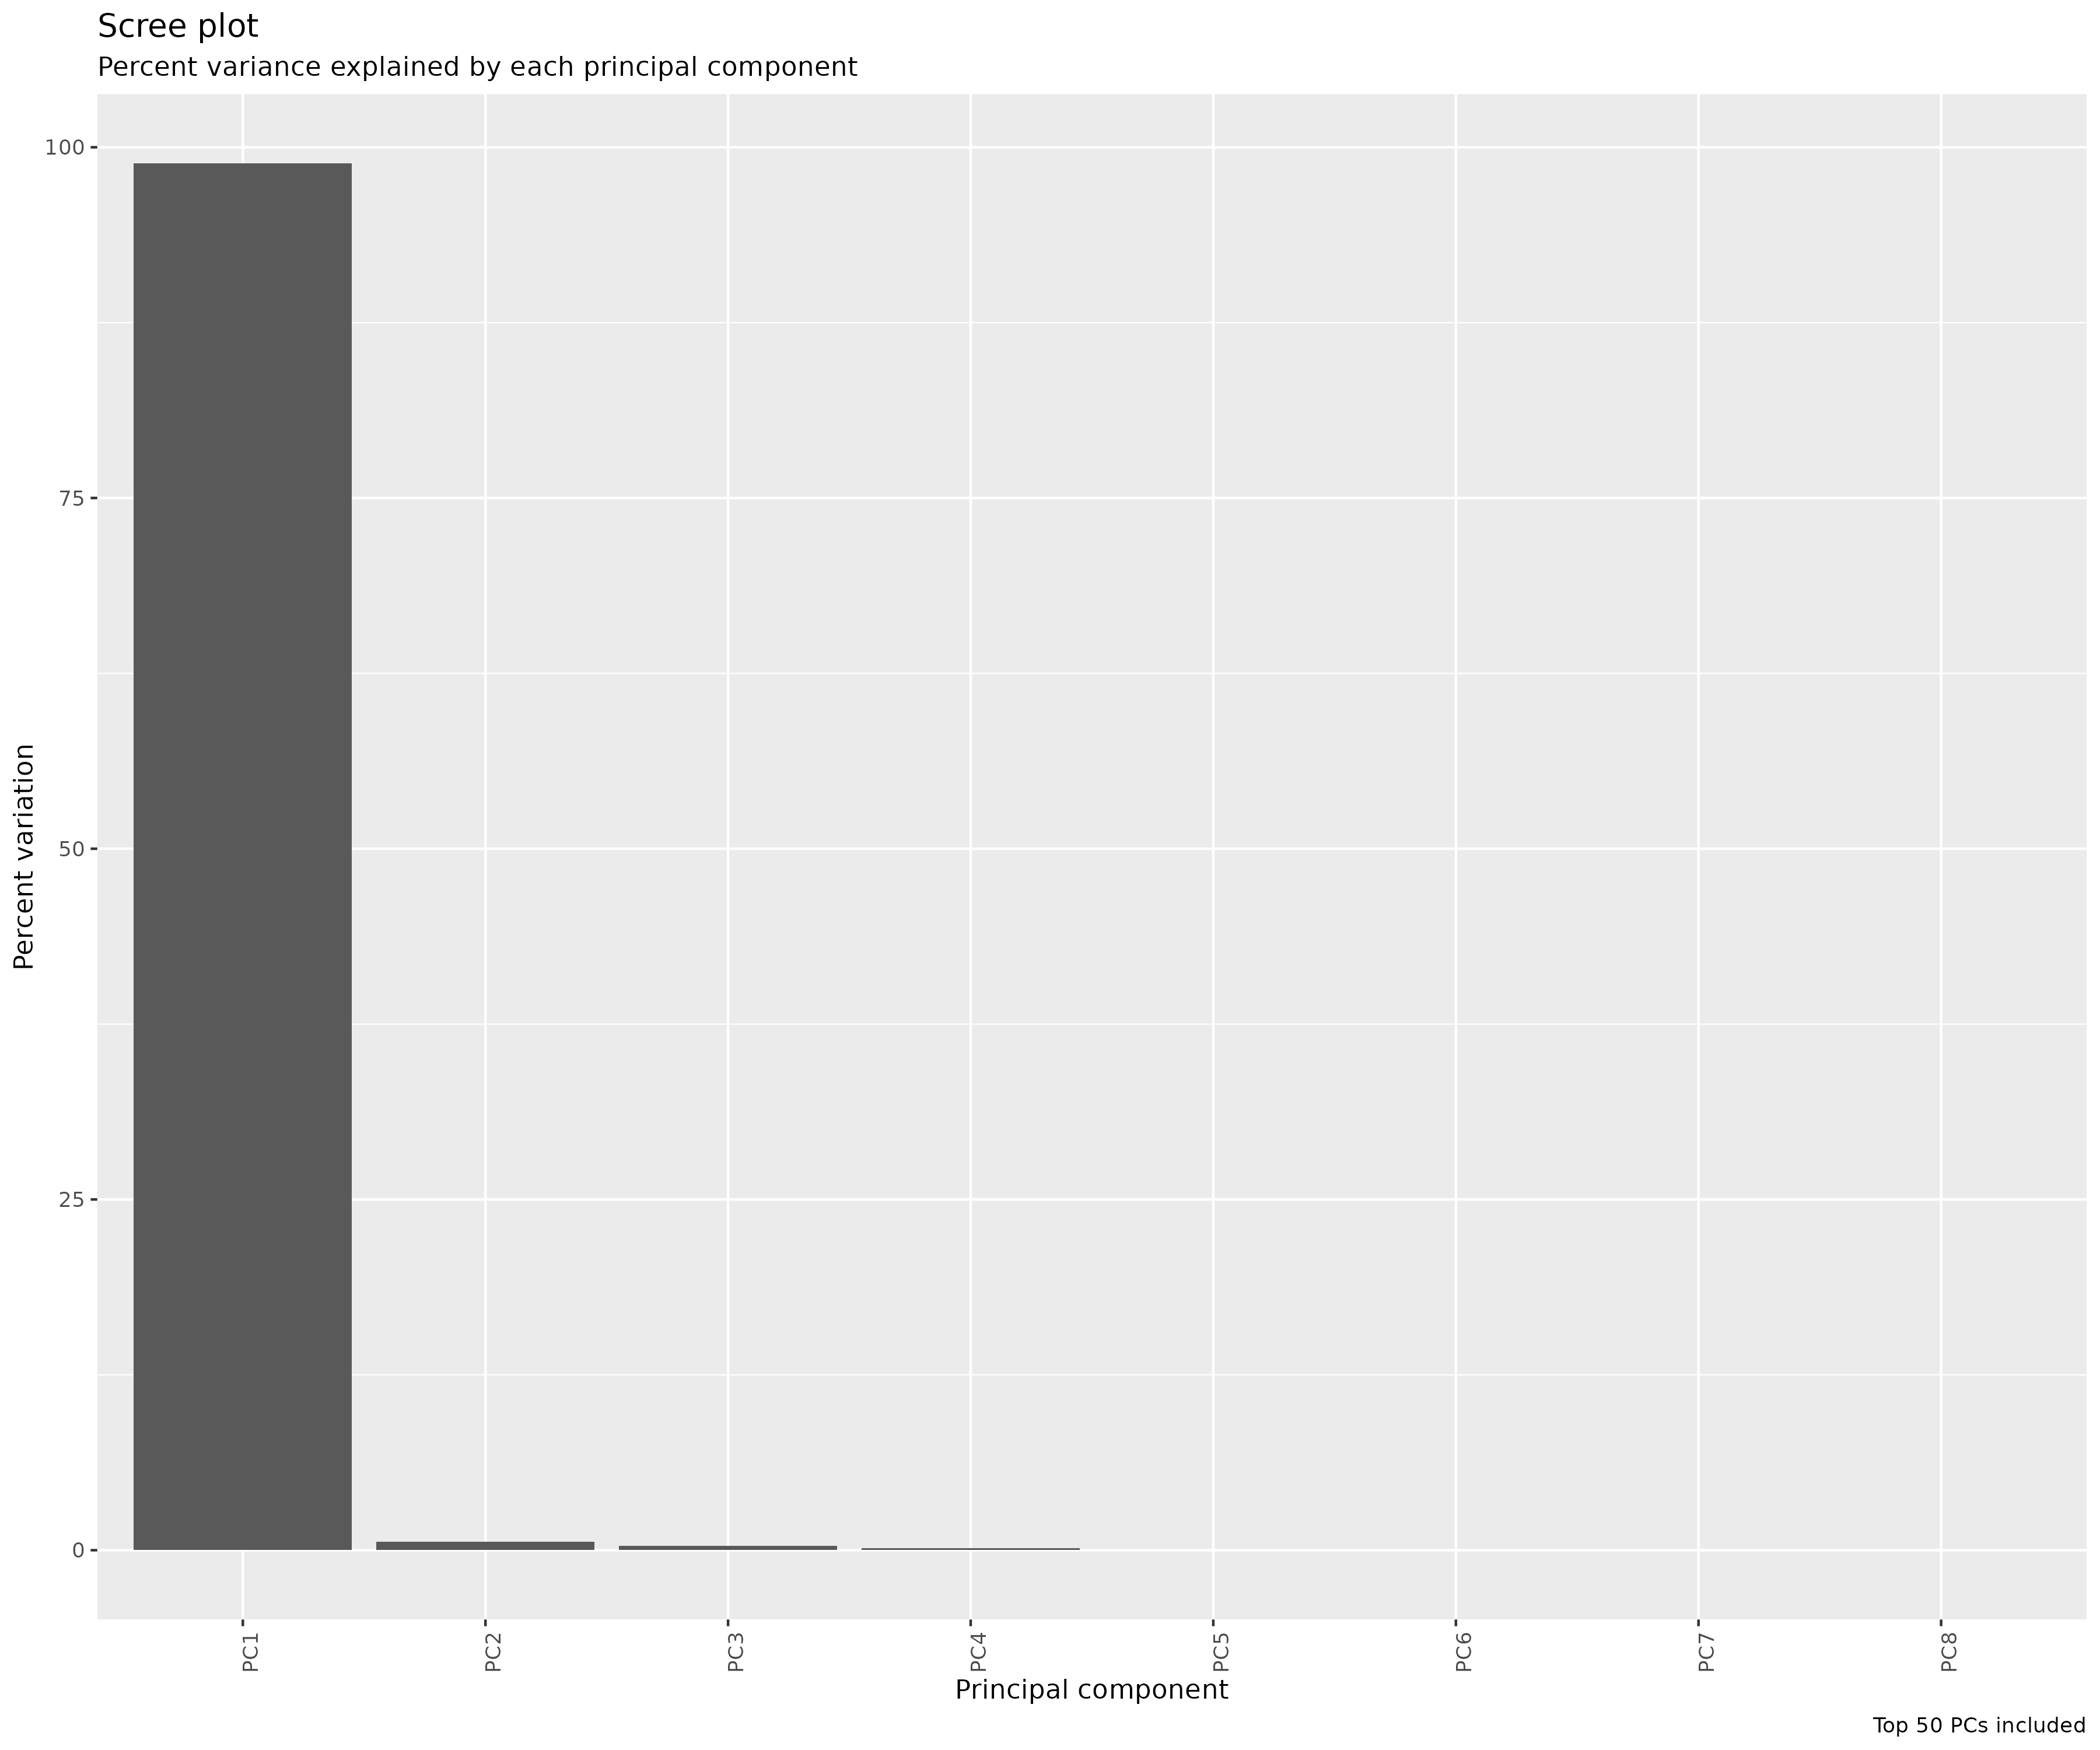 Scree plot
Percent variance explained by each principal component
Percent variation
100
75
50
25
0
PC1
PC2
PC3
PC4
PC5
PC6
PC7
PC8
Principal component
Top 50 PCs included